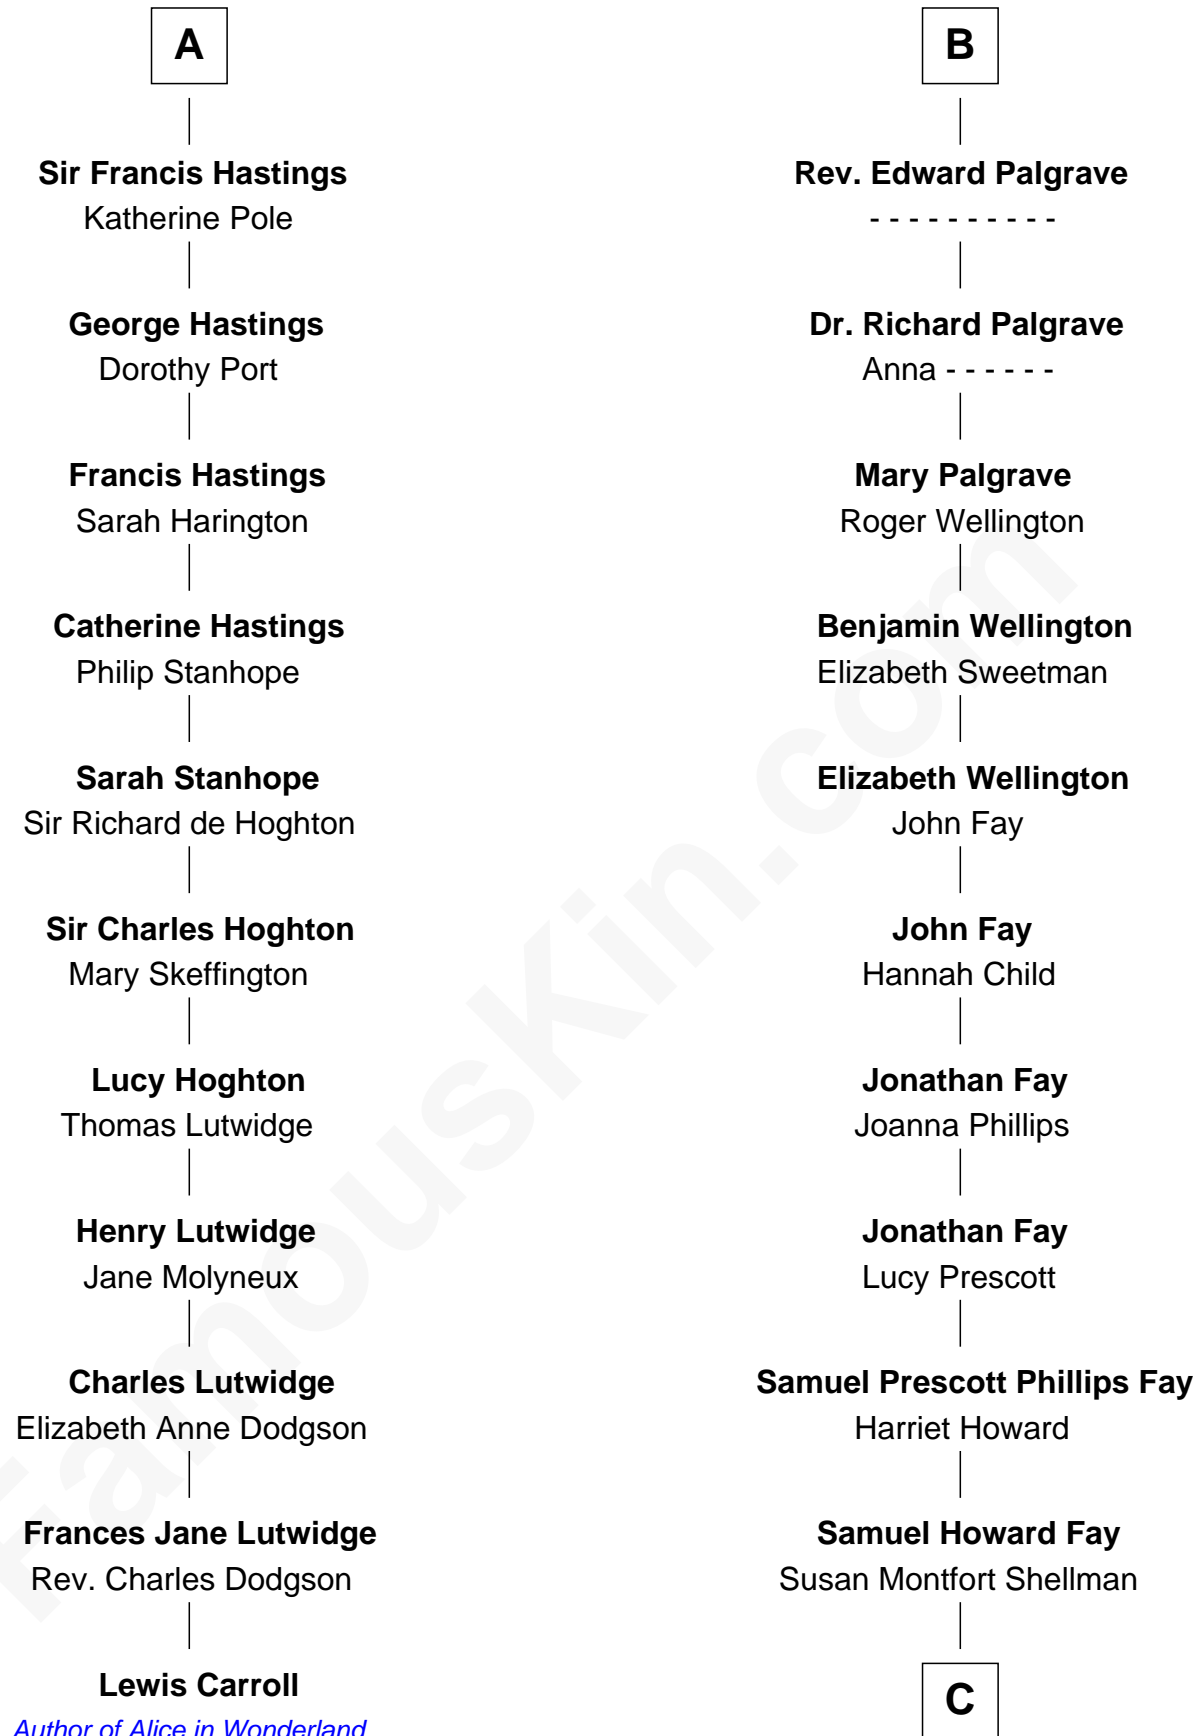 A
Sir Francis Hastings
Katherine Pole
George Hastings
Dorothy Port
Francis Hastings
Sarah Harington
Catherine Hastings
Philip Stanhope
Sarah Stanhope
Sir Richard de Hoghton
Sir Charles Hoghton
Mary Skeffington
Lucy Hoghton
Thomas Lutwidge
Henry Lutwidge
Jane Molyneux
Charles Lutwidge
Elizabeth Anne Dodgson
Frances Jane Lutwidge
Rev. Charles Dodgson
Lewis Carroll
Author of Alice in Wonderland
B
Rev. Edward Palgrave
- - - - - - - - - -
Dr. Richard Palgrave
Anna - - - - - -
Mary Palgrave
Roger Wellington
Benjamin Wellington
Elizabeth Sweetman
Elizabeth Wellington
John Fay
John Fay
Hannah Child
Jonathan Fay
Joanna Phillips
Jonathan Fay
Lucy Prescott
Samuel Prescott Phillips Fay
Harriet Howard
Samuel Howard Fay
Susan Montfort Shellman
C
FamousKin.com